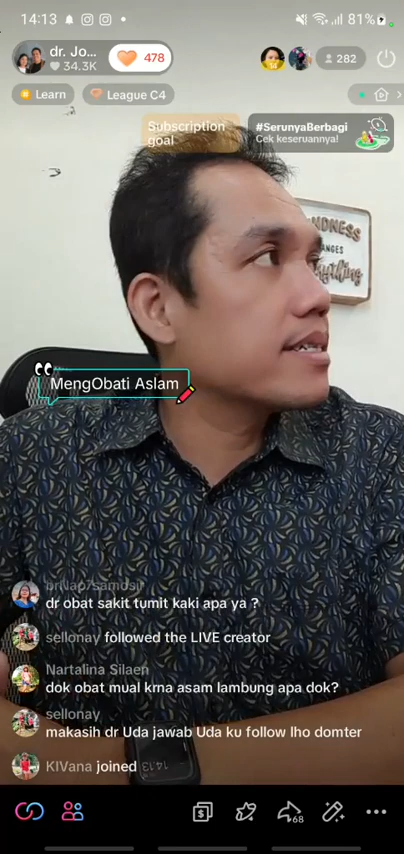 14:13
81%
dr. Jo...
34.3K
478
282
Learn
League C4
Subscription
goal
#SerunyaBerbagi
Cek keseruannya!
NDNESS
ANGES
MengObati Aslam
dr obat sakit tumit kaki apa ya ?
sellonay followed the LIVE creator
Nartalina Silaen
dok obat mual krna asam lambung apa dok?
sellonay
makasih dr Uda jawab Uda ku follow lho domter
KIVana joined
68